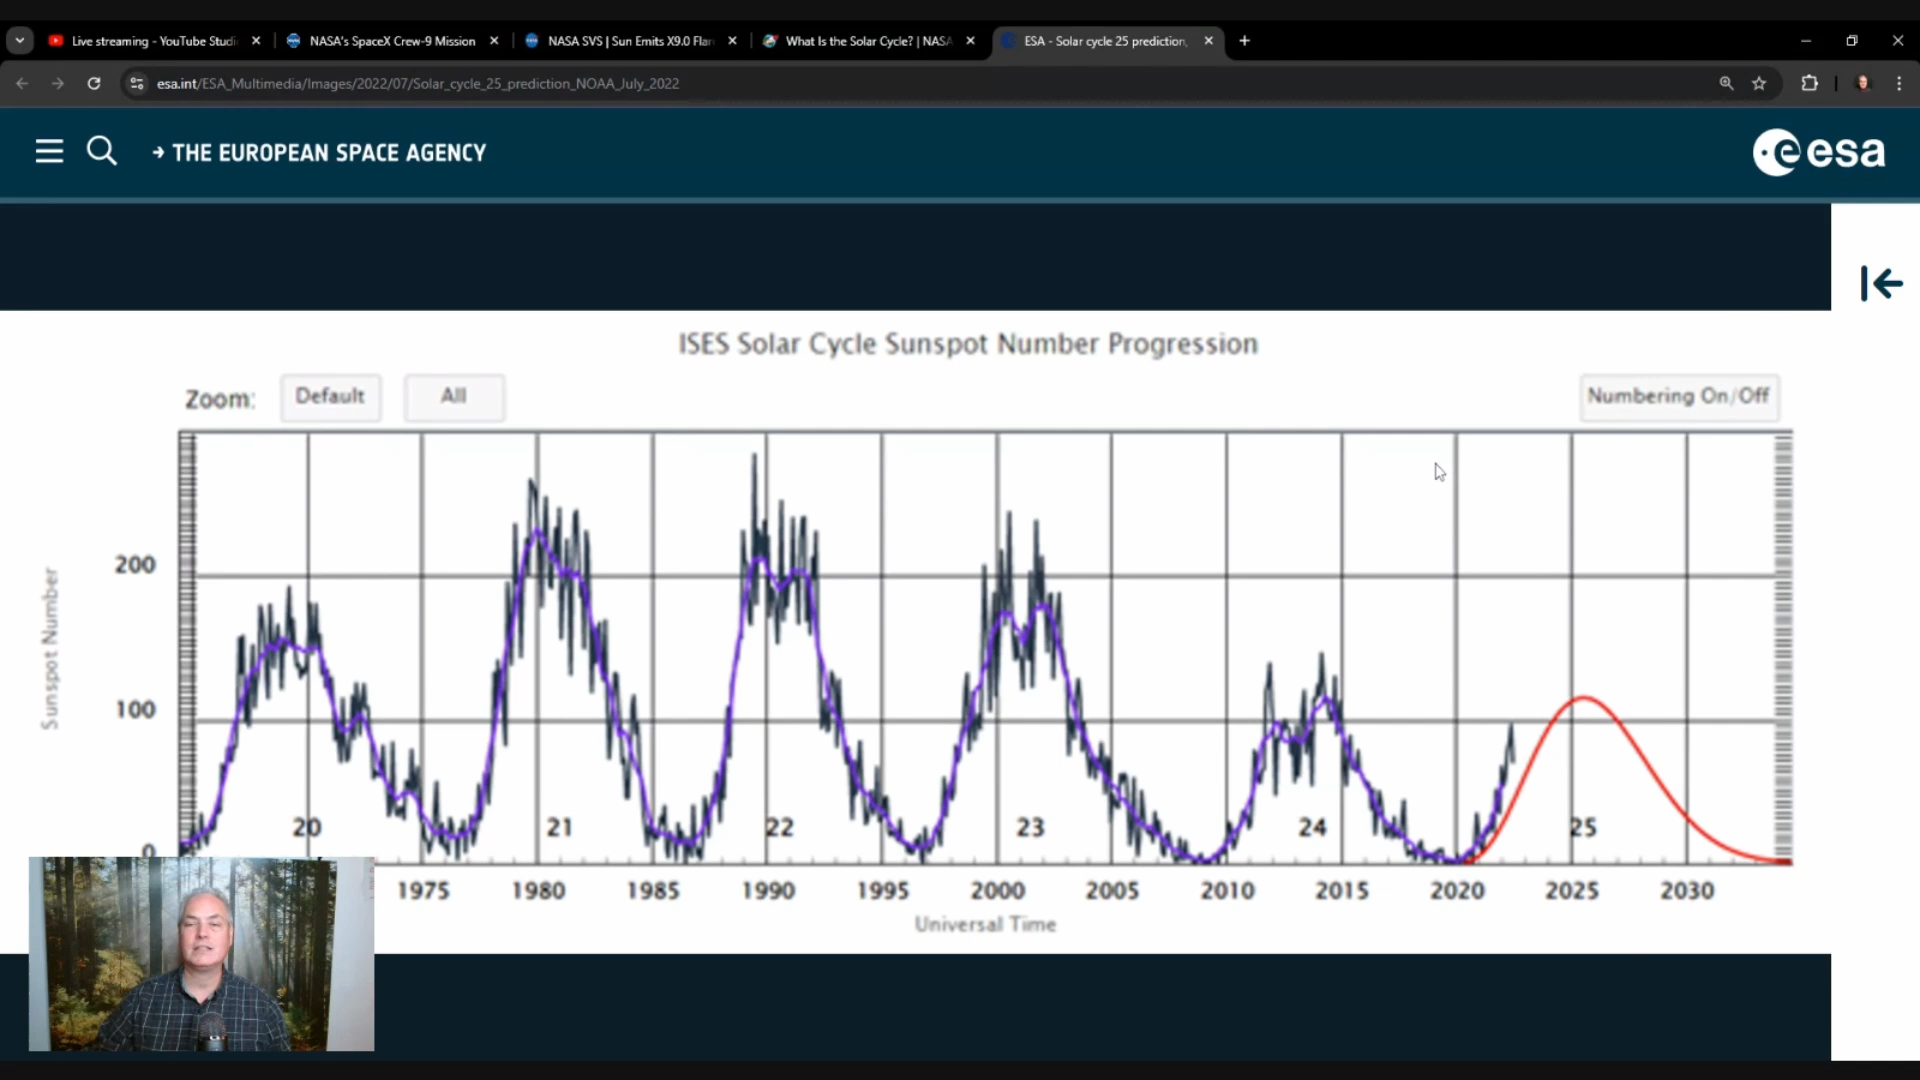 Live streaming - YouTube Studi
NASA's SpaceX Crew-9 Mission
NASA SVS | Sun Emits X9.0 Flar
What Is the Solar Cycle? | NASA
ESA - Solar cycle 25 prediction,
esa.int/ESA_Multimedia/Images/2022/07/Solar_cycle_25_prediction_NOAA_July_2022
→ THE EUROPEAN SPACE AGENCY
esa
ISES Solar Cycle Sunspot Number Progression
Zoom: Default All Numbering On/Off
Sunspot Number
200
100
0
20 21 22 23 24 25
1975 1980 1985 1990 1995 2000 2005 2010 2015 2020 2025 2030
Universal Time